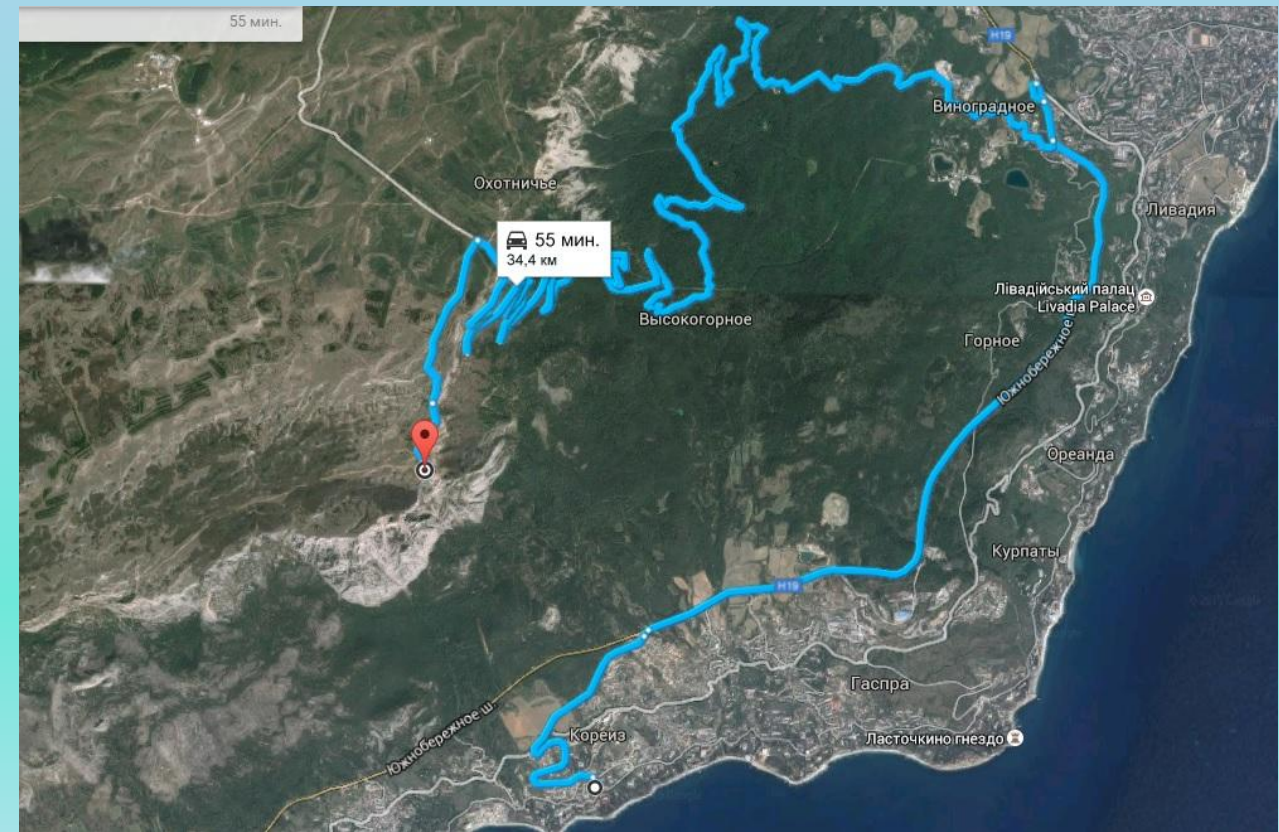 55 мин.
H19
Виноградное
Охотничье
Ливадия
55 мин.
34,4 км
Лівадійський палац
Livadia Palace
Высокогорное
Горное
Южнобережное
Ореанда
Курпаты
H19
Гаспра
Кореиз
Ласточкино гнездо
Южнобережное ш.